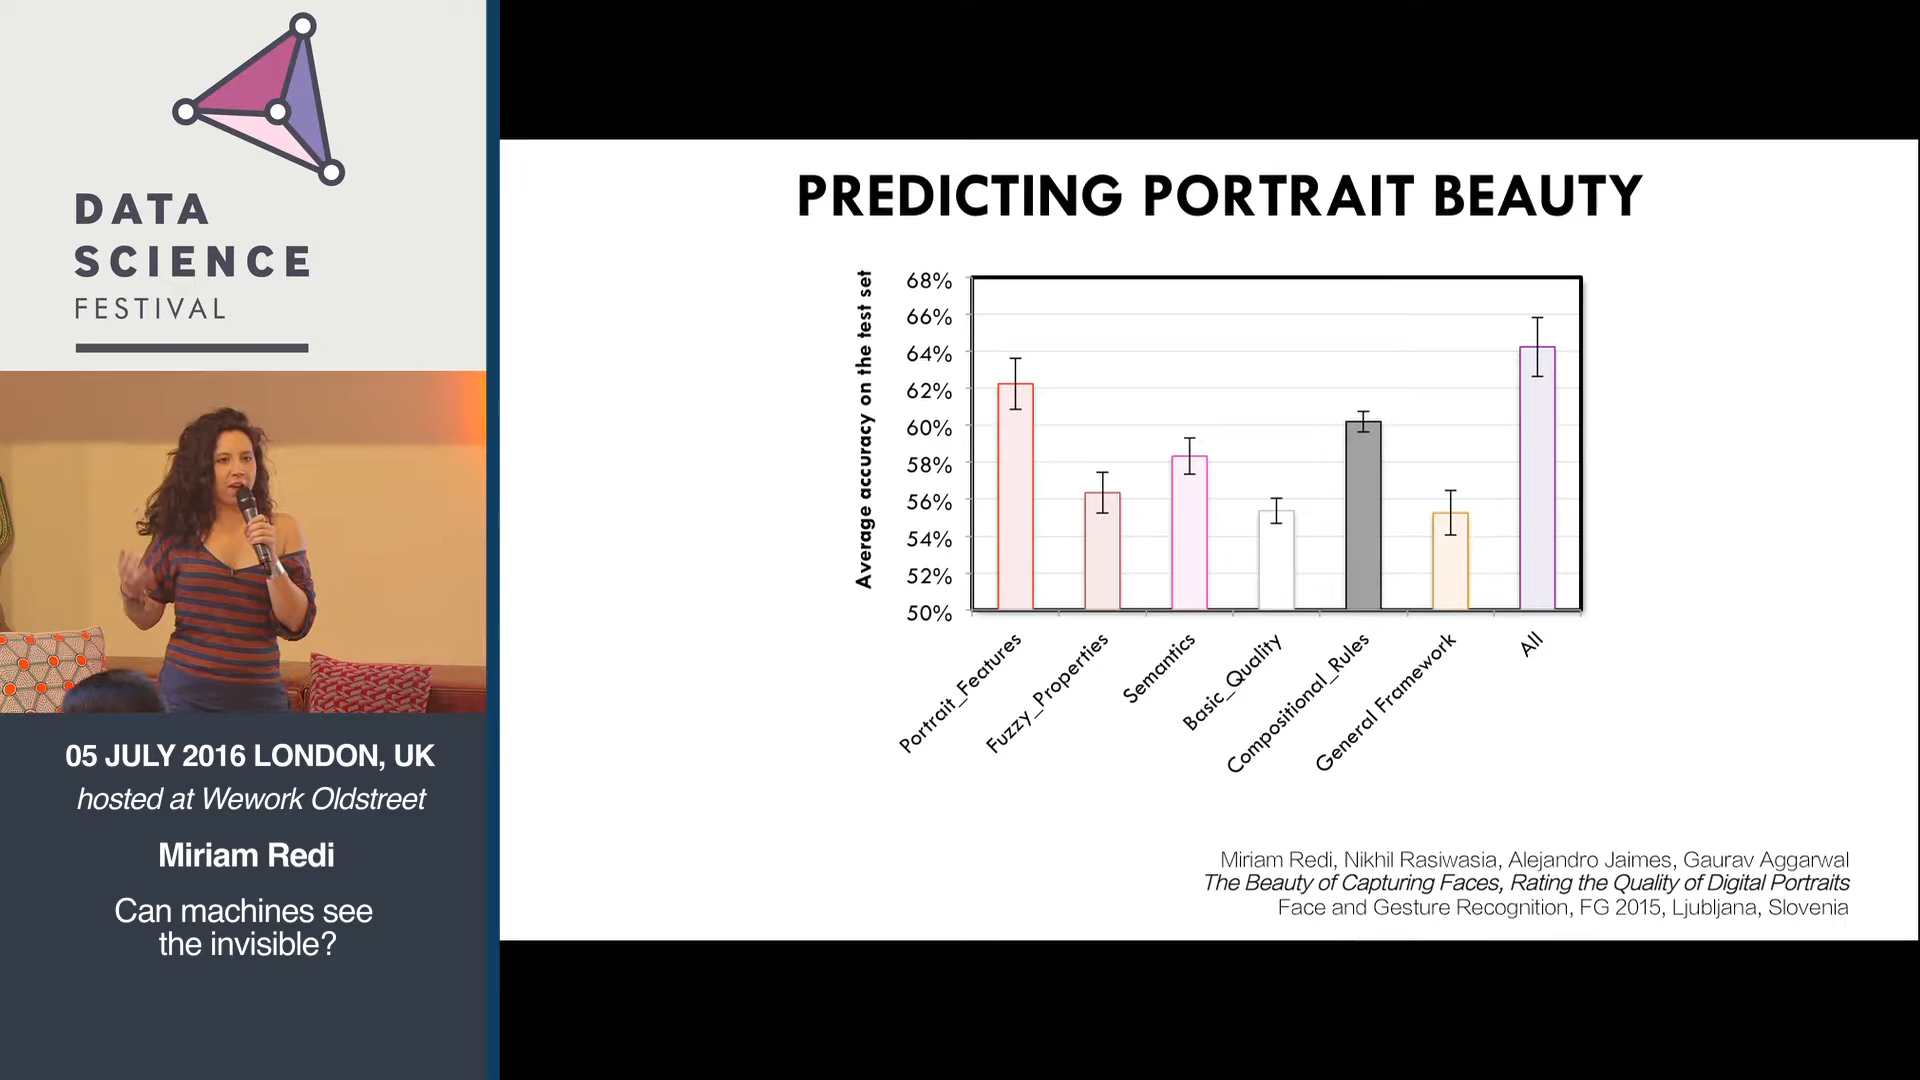 DATA
SCIENCE
FESTIVAL
05 JULY 2016 LONDON, UK
hosted at Wework Oldstreet
Miriam Redi
Can machines see
the invisible?
PREDICTING PORTRAIT BEAUTY
Average accuracy on the test set
68%
66%
64%
62%
60%
58%
56%
54%
52%
50%
Portrait_Features
Fuzzy_Properties
Semantics
Basic_Quality
Compositional_Rules
General Framework
All
Miriam Redi, Nikhil Rasiwasia, Alejandro Jaimes, Gaurav Aggarwal
The Beauty of Capturing Faces, Rating the Quality of Digital Portraits
Face and Gesture Recognition, FG 2015, Ljubljana, Slovenia